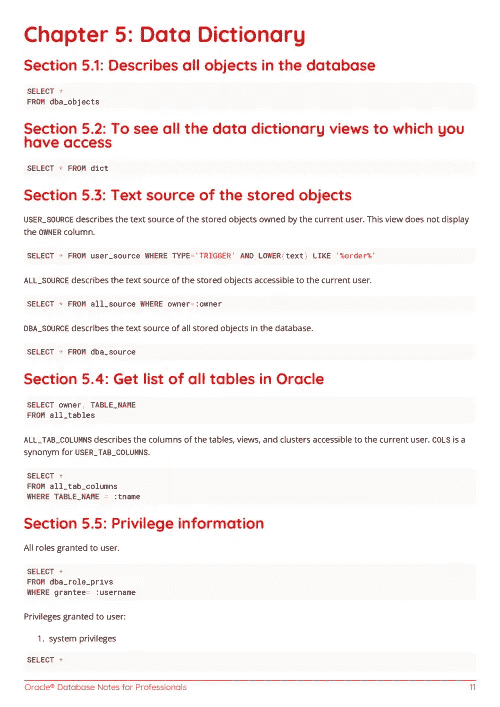 Chapter 5: Data Dictionary
Section 5.1: Describes all objects in the database
SELECT *
FROM dba_objects
Section 5.2: To see all the data dictionary views to which you
have access
SELECT * FROM dict
Section 5.3: Text source of the stored objects
USER_SOURCE describes the text source of the stored objects owned by the current user. This view does not display
the OWNER column.
SELECT * FROM user_source WHERE TYPE='TRIGGER' AND LOWER(text) LIKE '%order%'
ALL_SOURCE describes the text source of the stored objects accessible to the current user.
SELECT * FROM all_source WHERE owner=:owner
DBA_SOURCE describes the text source of all stored objects in the database.
SELECT * FROM dba_source
Section 5.4: Get list of all tables in Oracle
SELECT owner, TABLE_NAME
FROM all_tables
ALL_TAB_COLUMNS describes the columns of the tables, views, and clusters accessible to the current user. COLS is a
synonym for USER_TAB_COLUMNS.
SELECT *
FROM all_tab_columns
WHERE TABLE_NAME = :tname
Section 5.5: Privilege information
All roles granted to user.
SELECT *
FROM dba_role_privs
WHERE grantee= :username
Privileges granted to user:
1. system privileges
SELECT *
Oracle® Database Notes for Professionals
11